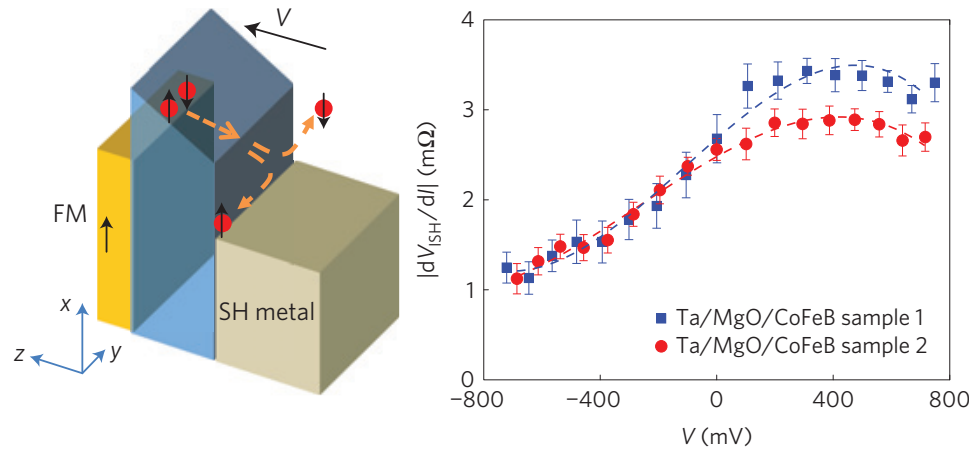 V
FM
SH metal
x
z
y
|dV_ISH/dI| (mΩ)
4
3
2
1
0
Ta/MgO/CoFeB sample 1
Ta/MgO/CoFeB sample 2
−800
−400
0
400
800
V (mV)